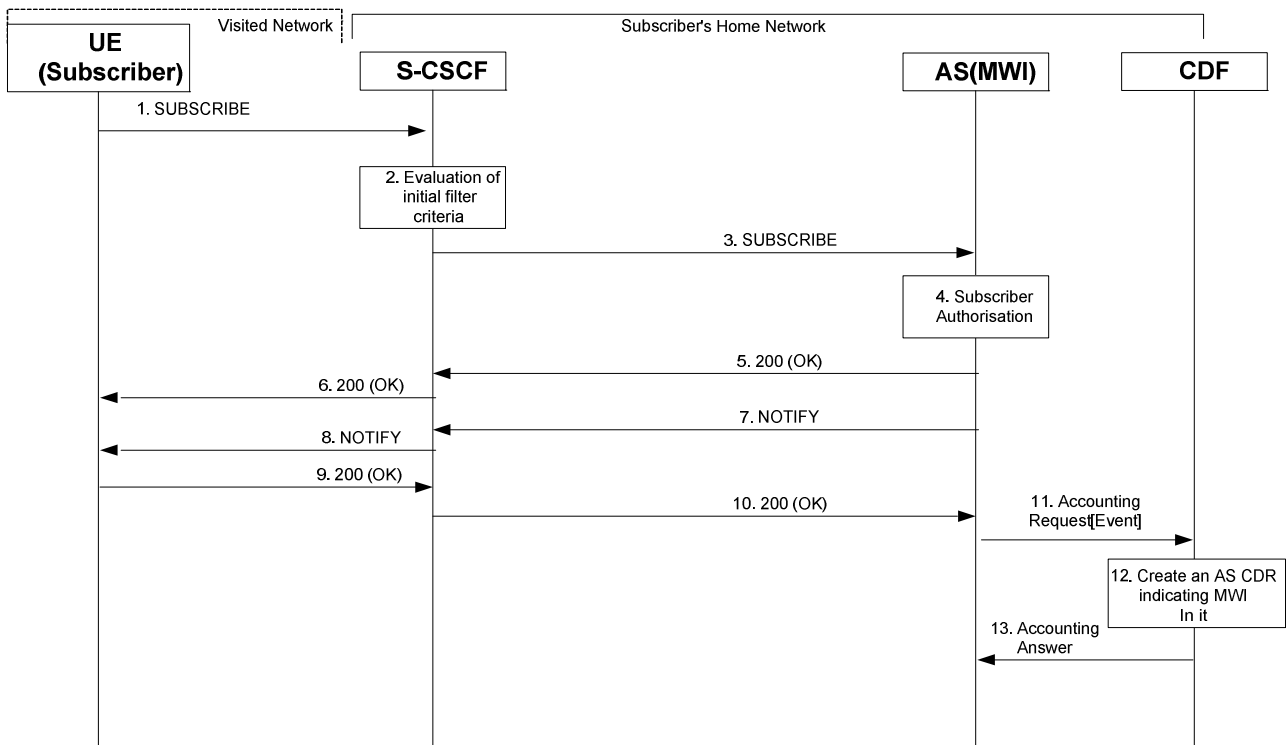 Visited Network
Subscriber's Home Network
UE
(Subscriber)
S-CSCF
AS(MWI)
CDF
1. SUBSCRIBE
2. Evaluation of
initial filter
criteria
3. SUBSCRIBE
4. Subscriber
Authorisation
5. 200 (OK)
6. 200 (OK)
7. NOTIFY
8. NOTIFY
9. 200 (OK)
10. 200 (OK)
11. Accounting
Request[Event]
12. Create an AS CDR
indicating MWI
In it
13. Accounting
Answer